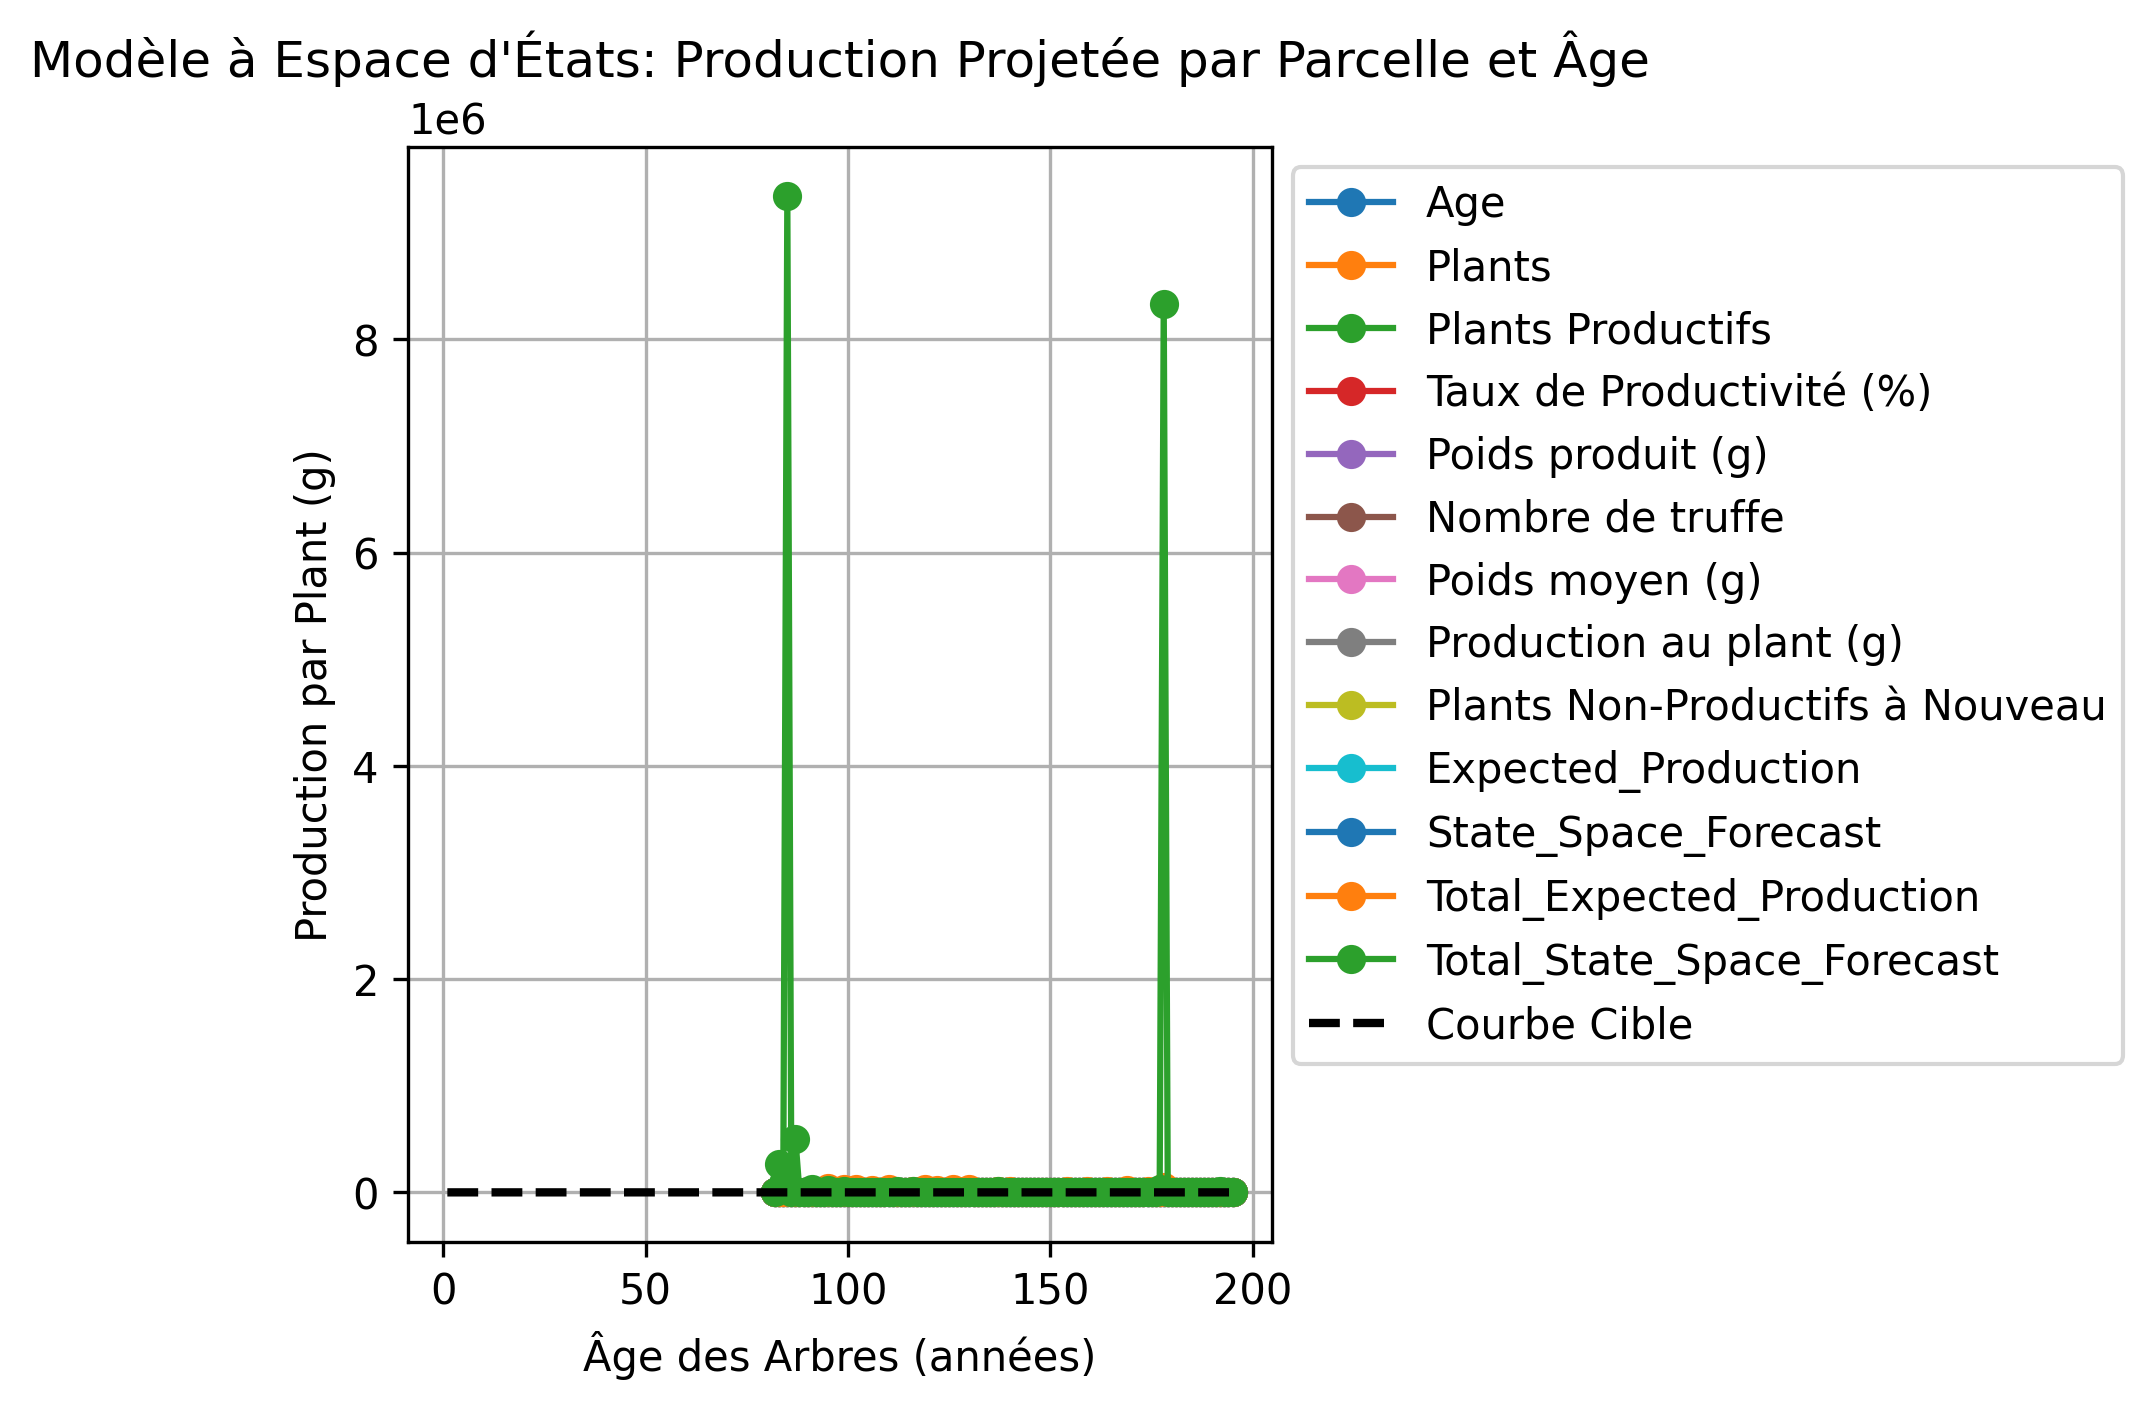 Modèle à Espace d'États: Production Projetée par Parcelle et Âge
1e6
8
6
4
2
0
Production par Plant (g)
0 50 100 150 200
Âge des Arbres (années)
Age
Plants
Plants Productifs
Taux de Productivité (%)
Poids produit (g)
Nombre de truffe
Poids moyen (g)
Production au plant (g)
Plants Non-Productifs à Nouveau
Expected_Production
State_Space_Forecast
Total_Expected_Production
Total_State_Space_Forecast
Courbe Cible